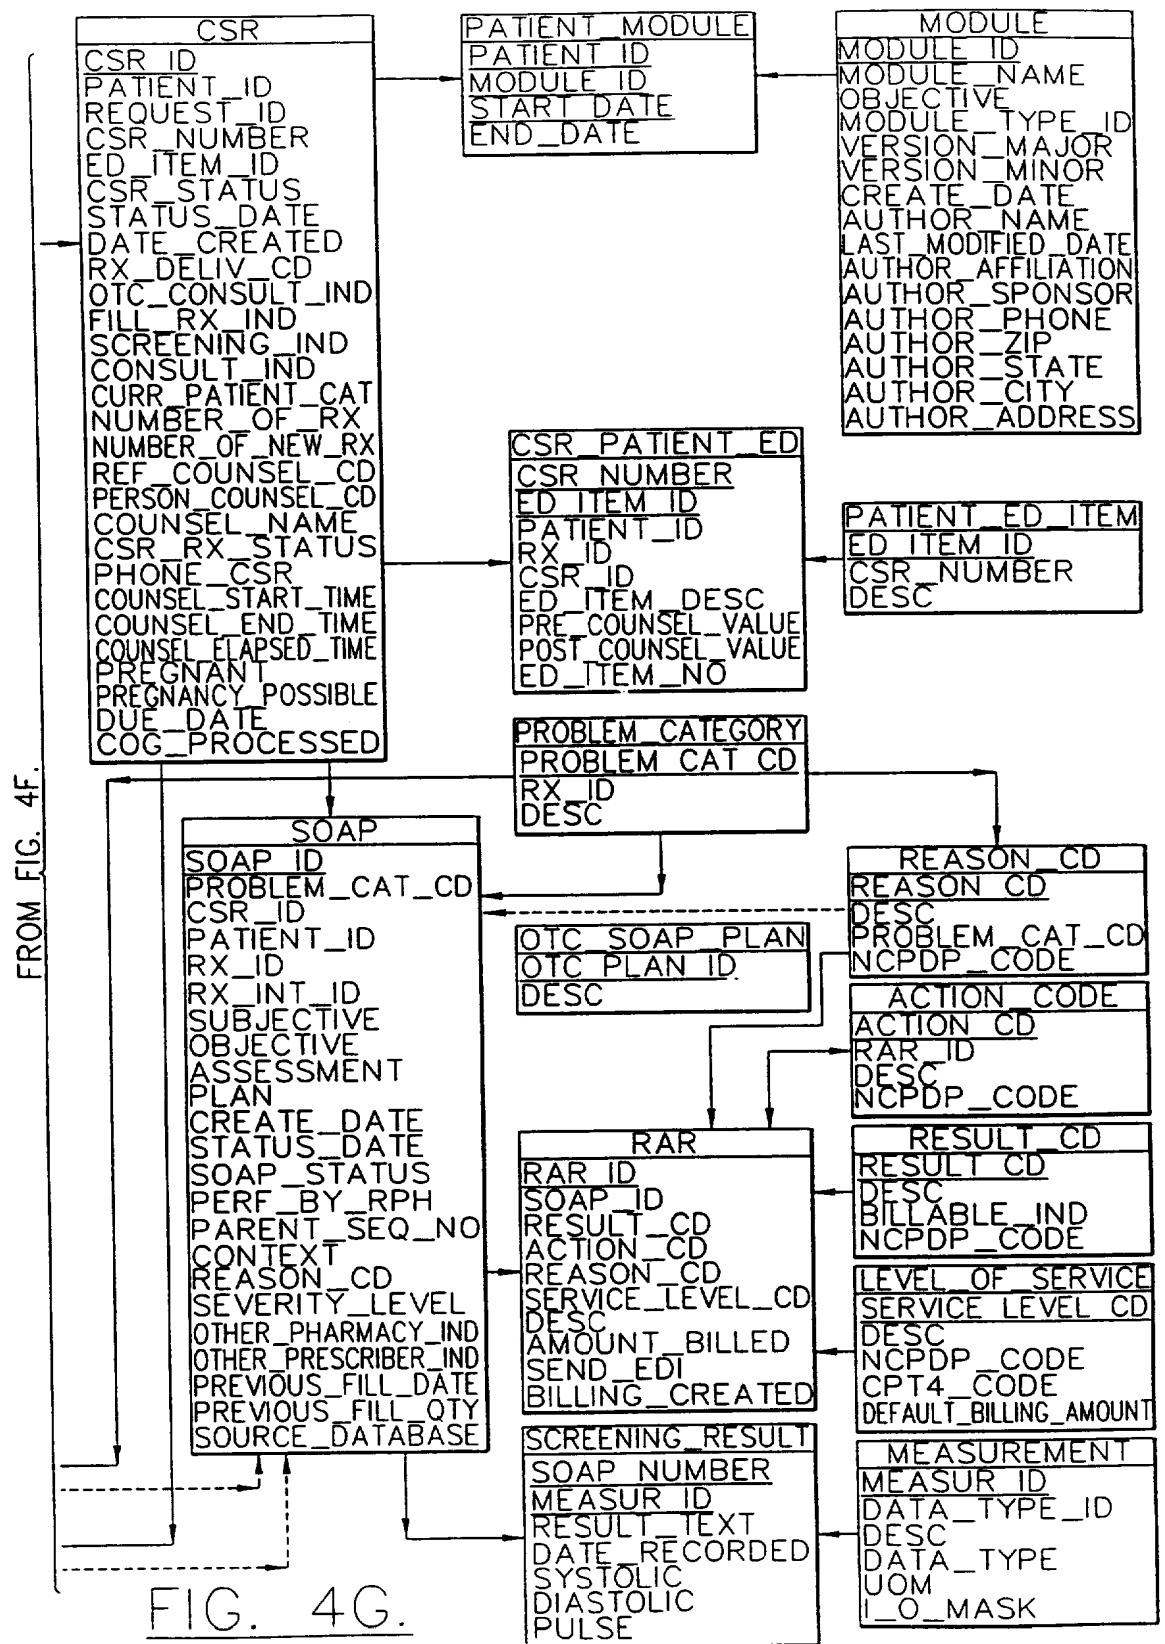 CSR
CSR_ID
PATIENT_ID
REQUEST_ID
CSR_NUMBER
ED_ITEM_ID
CSR_STATUS
STATUS_DATE
DATE_CREATED
RX_DELIV_CD
OTC_CONSULT_IND
FILL_RX_IND
SCREENING_IND
CONSULT_IND
CURR_PATIENT_CAT
NUMBER_OF_RX
NUMBER_OF_NEW_RX
REF_COUNSEL_CD
PERSON_COUNSEL_CD
COUNSEL_NAME
CSR_RX_STATUS
PHONE_CSR
COUNSEL_START_TIME
COUNSEL_END_TIME
COUNSEL_ELAPSED_TIME
PREGNANT
PREGNANCY_POSSIBLE
DUE_DATE
COG_PROCESSED
PATIENT_MODULE
PATIENT_ID
MODULE_ID
START_DATE
END_DATE
MODULE
MODULE_ID
MODULE_NAME
OBJECTIVE
MODULE_TYPE_ID
VERSION_MAJOR
VERSION_MINOR
CREATE_DATE
AUTHOR_NAME
LAST_MODIFIED_DATE
AUTHOR_AFFILIATION
AUTHOR_SPONSOR
AUTHOR_PHONE
AUTHOR_ZIP
AUTHOR_STATE
AUTHOR_CITY
AUTHOR_ADDRESS
CSR_PATIENT_ED
CSR_NUMBER
ED_ITEM_ID
PATIENT_ID
RX_ID
CSR_ID
ED_ITEM_DESC
PRE_COUNSEL_VALUE
POST_COUNSEL_VALUE
ED_ITEM_NO
PATIENT_ED_ITEM
ED_ITEM_ID
CSR_NUMBER
DESC
PROBLEM_CATEGORY
PROBLEM_CAT_CD
RX_ID
DESC
FROM FIG. 4F.
SOAP
SOAP_ID
PROBLEM_CAT_CD
CSR_ID
PATIENT_ID
RX_ID
RX_INT_ID
SUBJECTIVE
OBJECTIVE
ASSESSMENT
PLAN
CREATE_DATE
STATUS_DATE
SOAP_STATUS
PERF_BY_RPH
PARENT_SEQ_NO
CONTEXT
REASON_CD
SEVERITY_LEVEL
OTHER_PHARMACY_IND
OTHER_PRESCRIBER_IND
PREVIOUS_FILL_DATE
PREVIOUS_FILL_QTY
SOURCE_DATABASE
OTC_SOAP_PLAN
OTC_PLAN_ID
DESC
REASON_CD
REASON_CD
DESC
PROBLEM_CAT_CD
NCPDP_CODE
ACTION_CODE
ACTION_CD
RAR_ID
DESC
NCPDP_CODE
RAR
RAR_ID
SOAP_ID
RESULT_CD
ACTION_CD
REASON_CD
SERVICE_LEVEL_CD
DESC
AMOUNT_BILLED
SEND_EDI
BILLING_CREATED
RESULT_CD
RESULT_CD
DESC
BILLABLE_IND
NCPDP_CODE
LEVEL_OF_SERVICE
SERVICE_LEVEL_CD
DESC
NCPDP_CODE
CPT4_CODE
DEFAULT_BILLING_AMOUNT
SCREENING_RESULT
SOAP_NUMBER
MEASUR_ID
RESULT_TEXT
DATE_RECORDED
SYSTOLIC
DIASTOLIC
PULSE
MEASUREMENT
MEASUR_ID
DATA_TYPE_ID
DESC
DATA_TYPE
UOM
I_O_MASK
FIG. 4G.